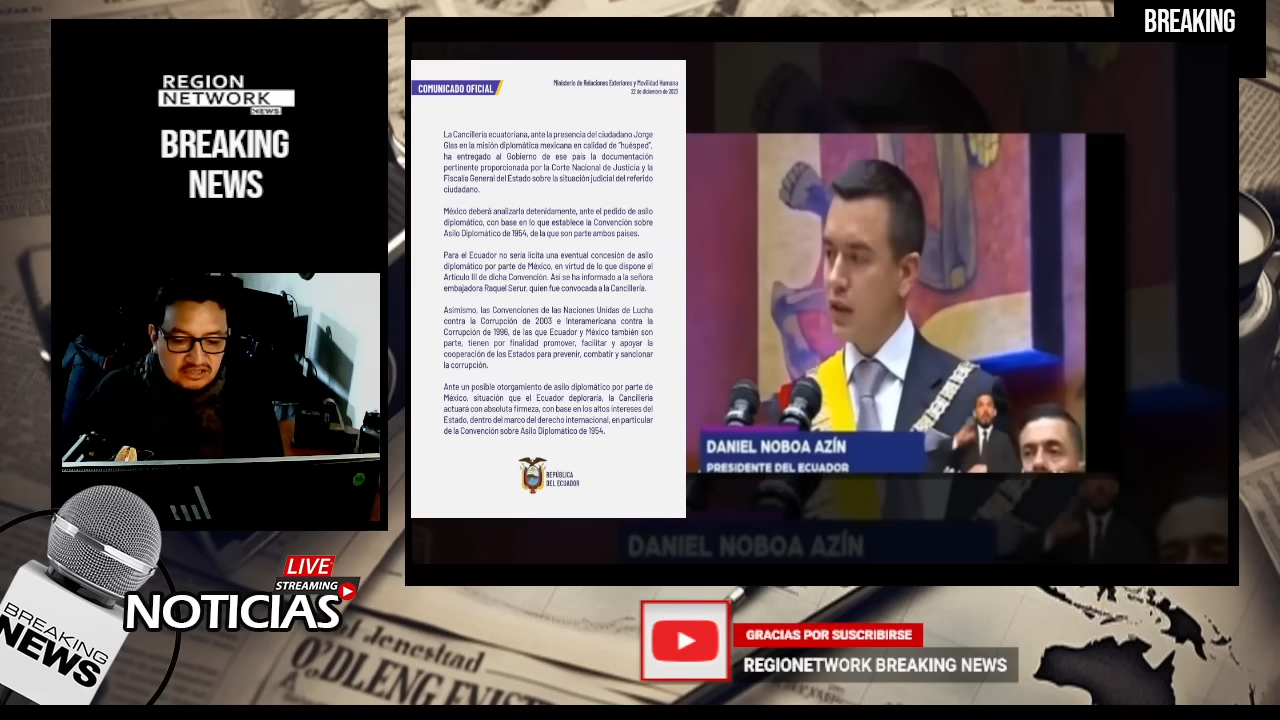 BREAKING
REGION
NETWORK
NEWS
BREAKING
NEWS
COMUNICADO OFICIAL
Ministerio de Relaciones Exteriores y Movilidad Humana
22 de diciembre de 2023
La Cancillería ecuatoriana, ante la presencia del ciudadano Jorge
Glas en la misión diplomática mexicana en calidad de "huésped",
ha entregado al Gobierno de ese país la documentación
pertinente proporcionada por la Corte Nacional de Justicia y la
Fiscalía General del Estado sobre la situación judicial del referido
ciudadano.
México deberá analizarla detenidamente, ante el pedido de asilo
diplomático, con base en lo que establece la Convención sobre
Asilo Diplomático de 1954, de la que son parte ambos países.
Para el Ecuador no sería lícita una eventual concesión de asilo
diplomático por parte de México, en virtud de lo que dispone el
Artículo III de dicha Convención. Así se ha informado a la señora
embajadora Raquel Serur, quien fue convocada a la Cancillería.
Asimismo, las Convenciones de las Naciones Unidas de Lucha
contra la Corrupción de 2003 e Interamericana contra la
Corrupción de 1996, de las que Ecuador y México también son
parte, tienen por finalidad promover, facilitar y apoyar la
cooperación de los Estados para prevenir, combatir y sancionar
la corrupción.
Ante un posible otorgamiento de asilo diplomático por parte de
México, situación que el Ecuador deploraría, la Cancillería
actuará con absoluta firmeza, con base en los altos intereses del
Estado, dentro del marco del derecho internacional, en particular
de la Convención sobre Asilo Diplomático de 1954.
REPÚBLICA
DEL ECUADOR
DANIEL NOBOA AZÍN
PRESIDENTE DEL ECUADOR
DANIEL NOBOA AZÍN
LIVE
STREAMING
NOTICIAS
BREAKING
NEWS
GRACIAS POR SUSCRIBIRSE
REGIONETWORK BREAKING NEWS